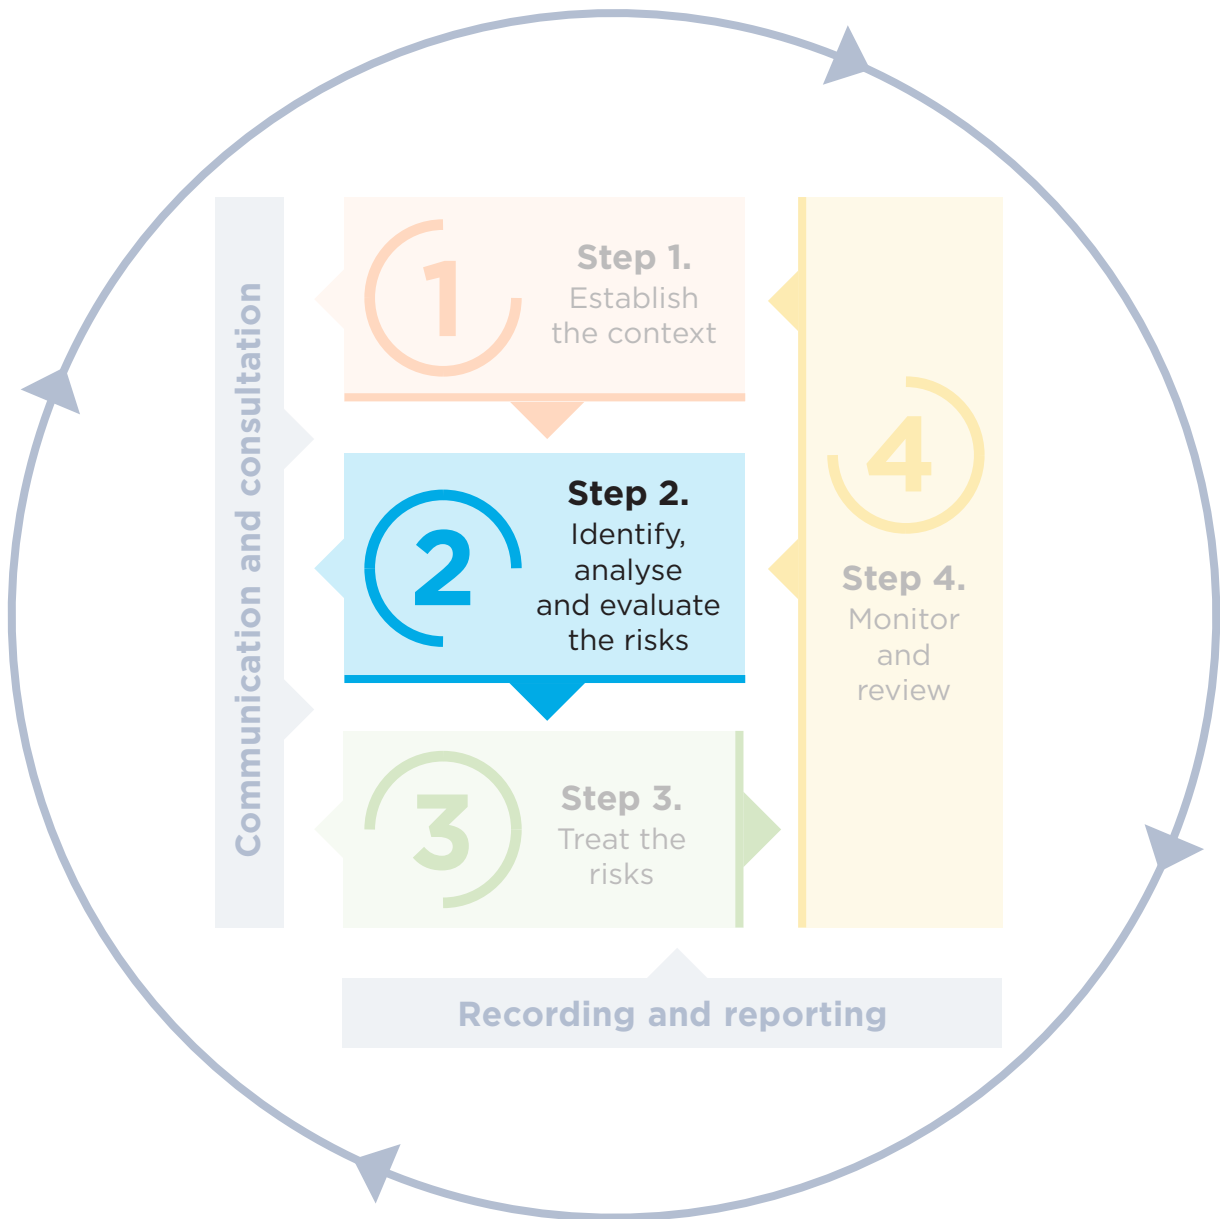 Communication and consultation
1
Step 1.
Establish
the context
2
Step 2.
Identify,
analyse
and evaluate
the risks
3
Step 3.
Treat the
risks
4
Step 4.
Monitor
and
review
Recording and reporting